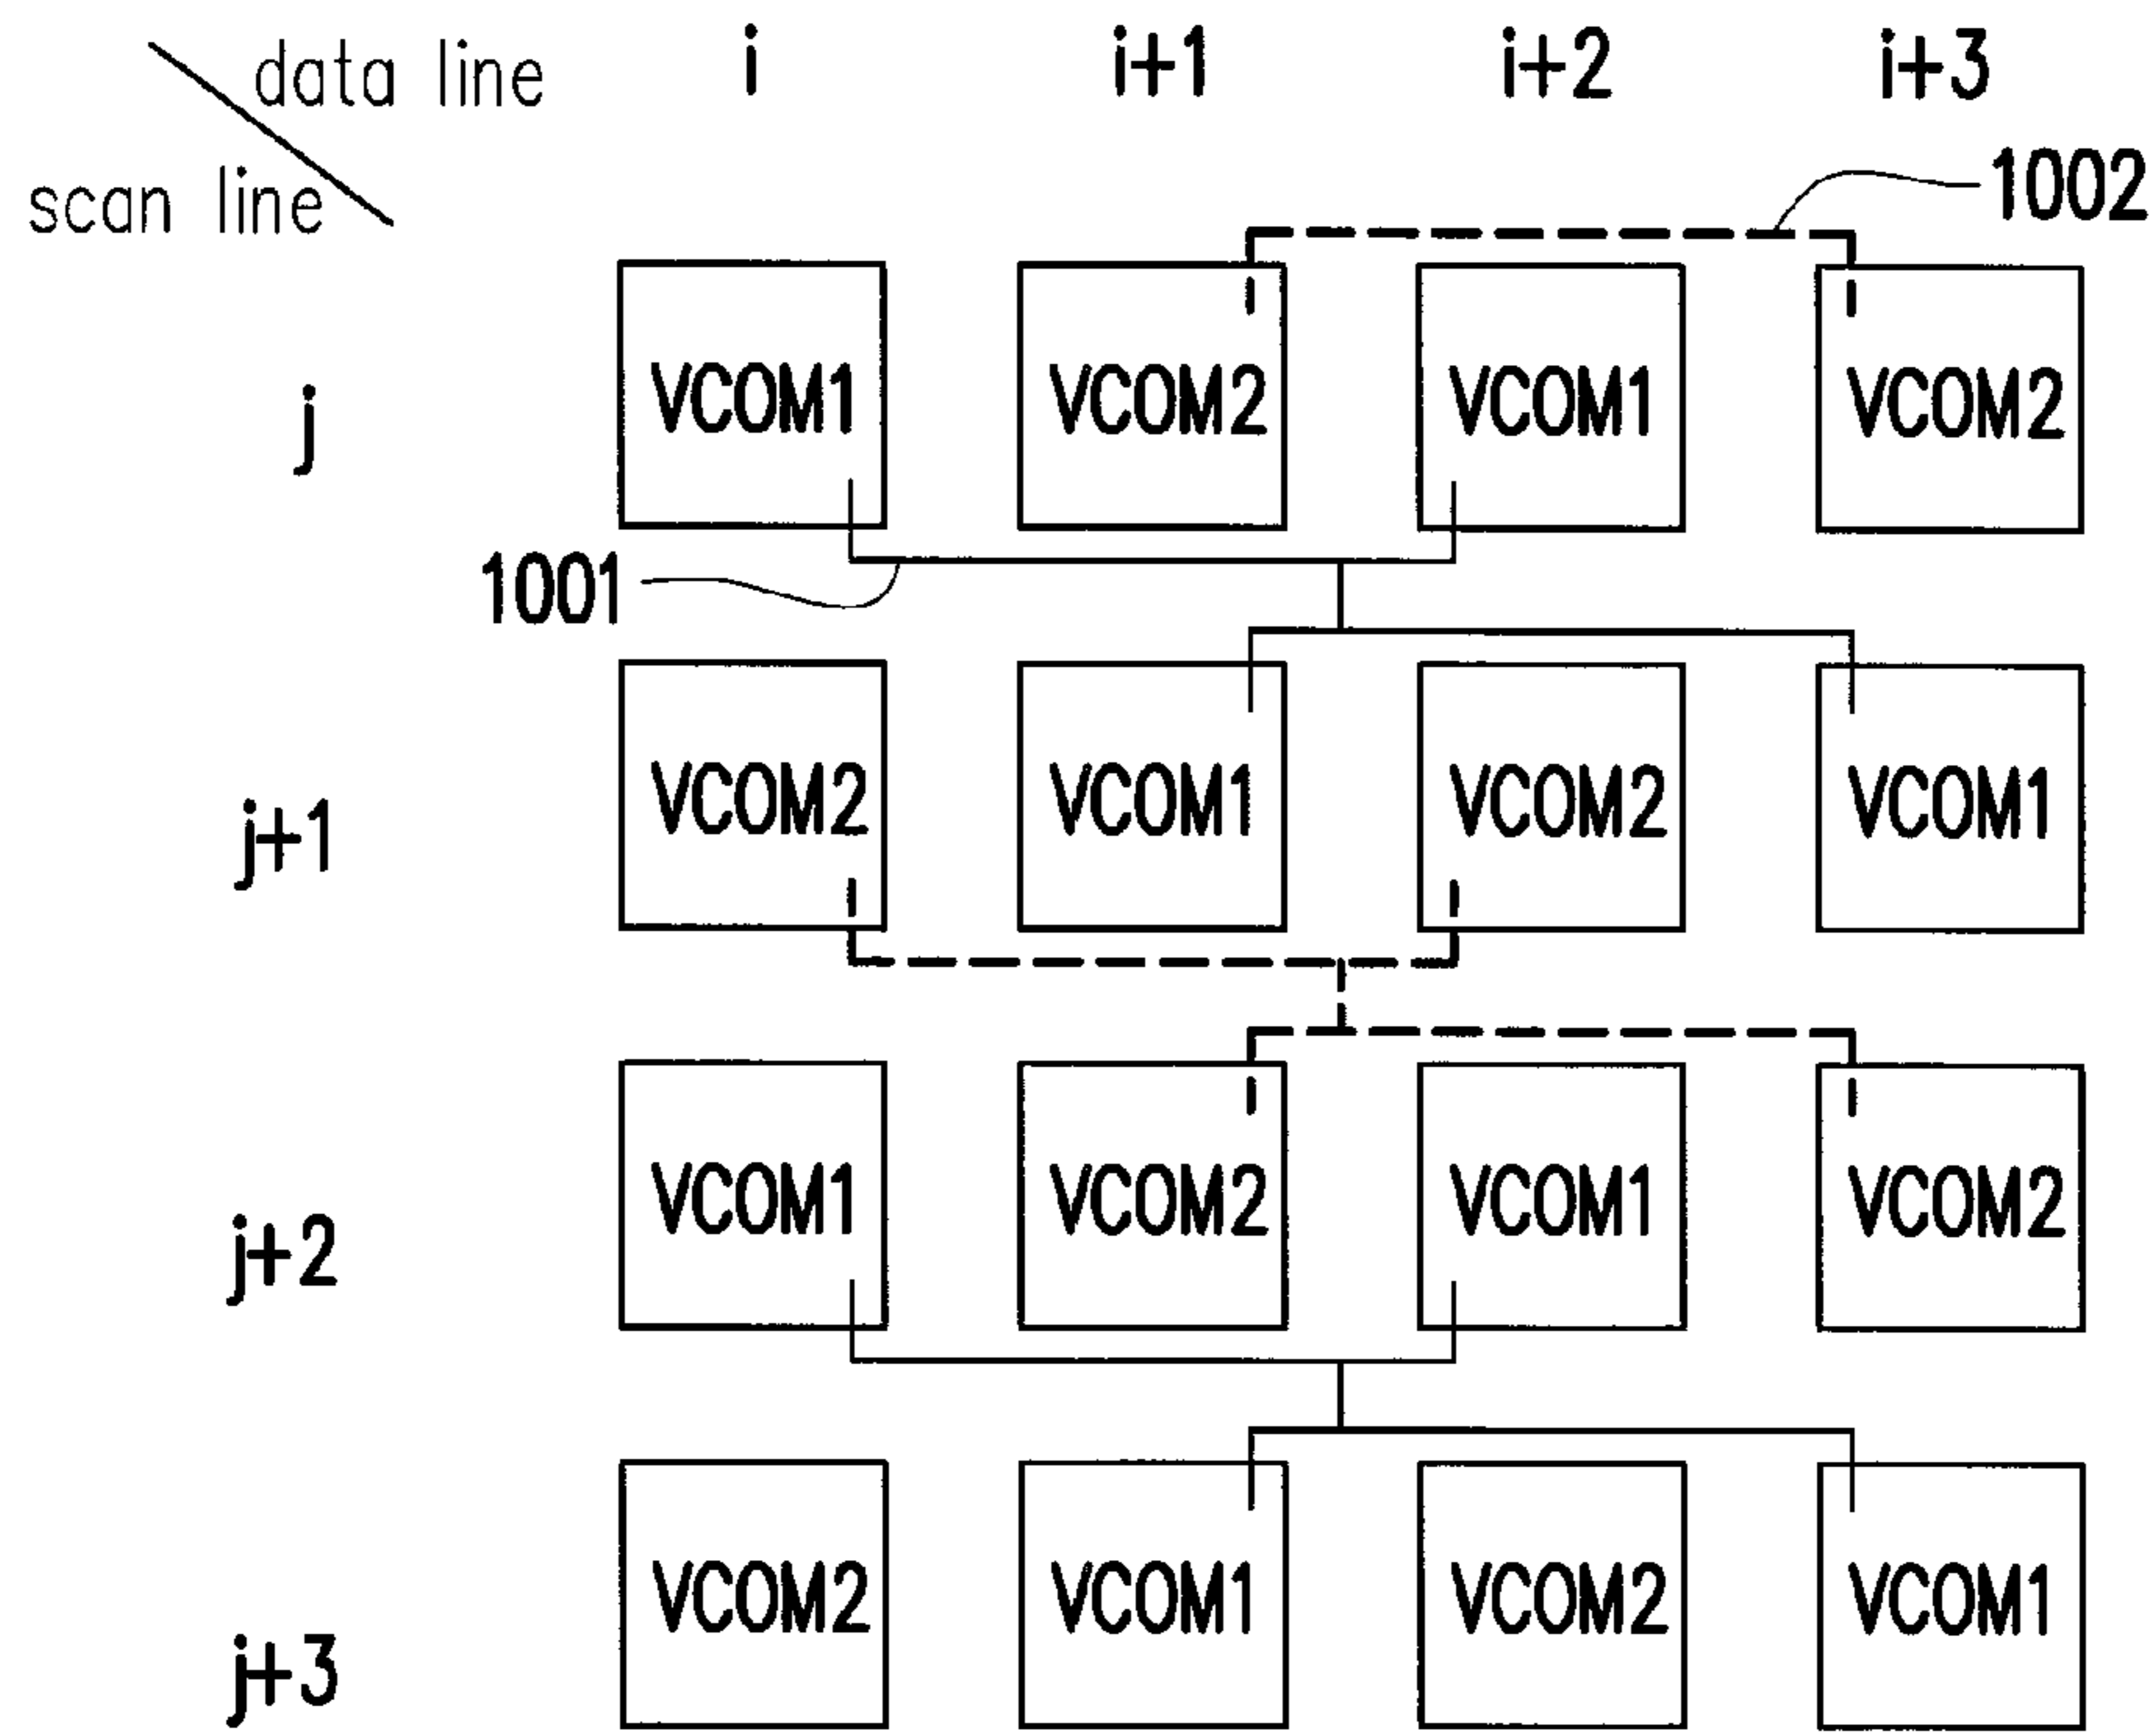 data line i i+1 i+2 i+3
scan line
1002
j VCOM1 VCOM2 VCOM1 VCOM2
1001
j+1 VCOM2 VCOM1 VCOM2 VCOM1
j+2 VCOM1 VCOM2 VCOM1 VCOM2
j+3 VCOM2 VCOM1 VCOM2 VCOM1